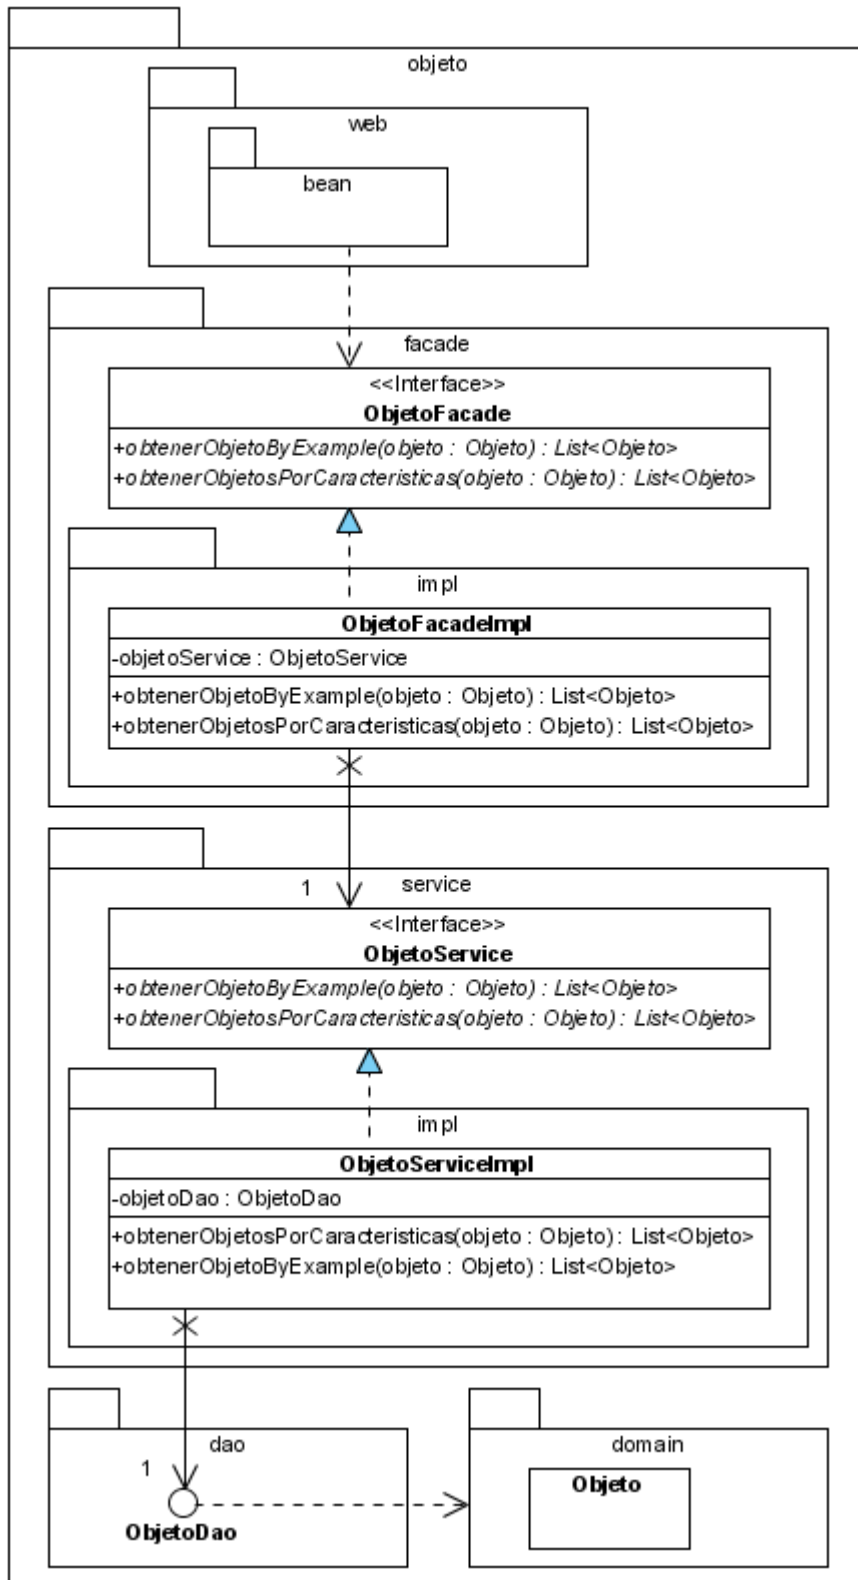 objeto
web
bean
facade
<<Interface>>
ObjetoFacade
+obtenerObjetoByExample(objeto : Objeto) : List<Objeto>
+obtenerObjetosPorCaracteristicas(objeto : Objeto) : List<Objeto>
impl
ObjetoFacadeImpl
-objetoService : ObjetoService
+obtenerObjetoByExample(objeto : Objeto) : List<Objeto>
+obtenerObjetosPorCaracteristicas(objeto : Objeto) : List<Objeto>
1
service
<<Interface>>
ObjetoService
+obtenerObjetoByExample(objeto : Objeto) : List<Objeto>
+obtenerObjetosPorCaracteristicas(objeto : Objeto) : List<Objeto>
impl
ObjetoServiceImpl
-objetoDao : ObjetoDao
+obtenerObjetosPorCaracteristicas(objeto : Objeto) : List<Objeto>
+obtenerObjetoByExample(objeto : Objeto) : List<Objeto>
dao
1
ObjetoDao
domain
Objeto